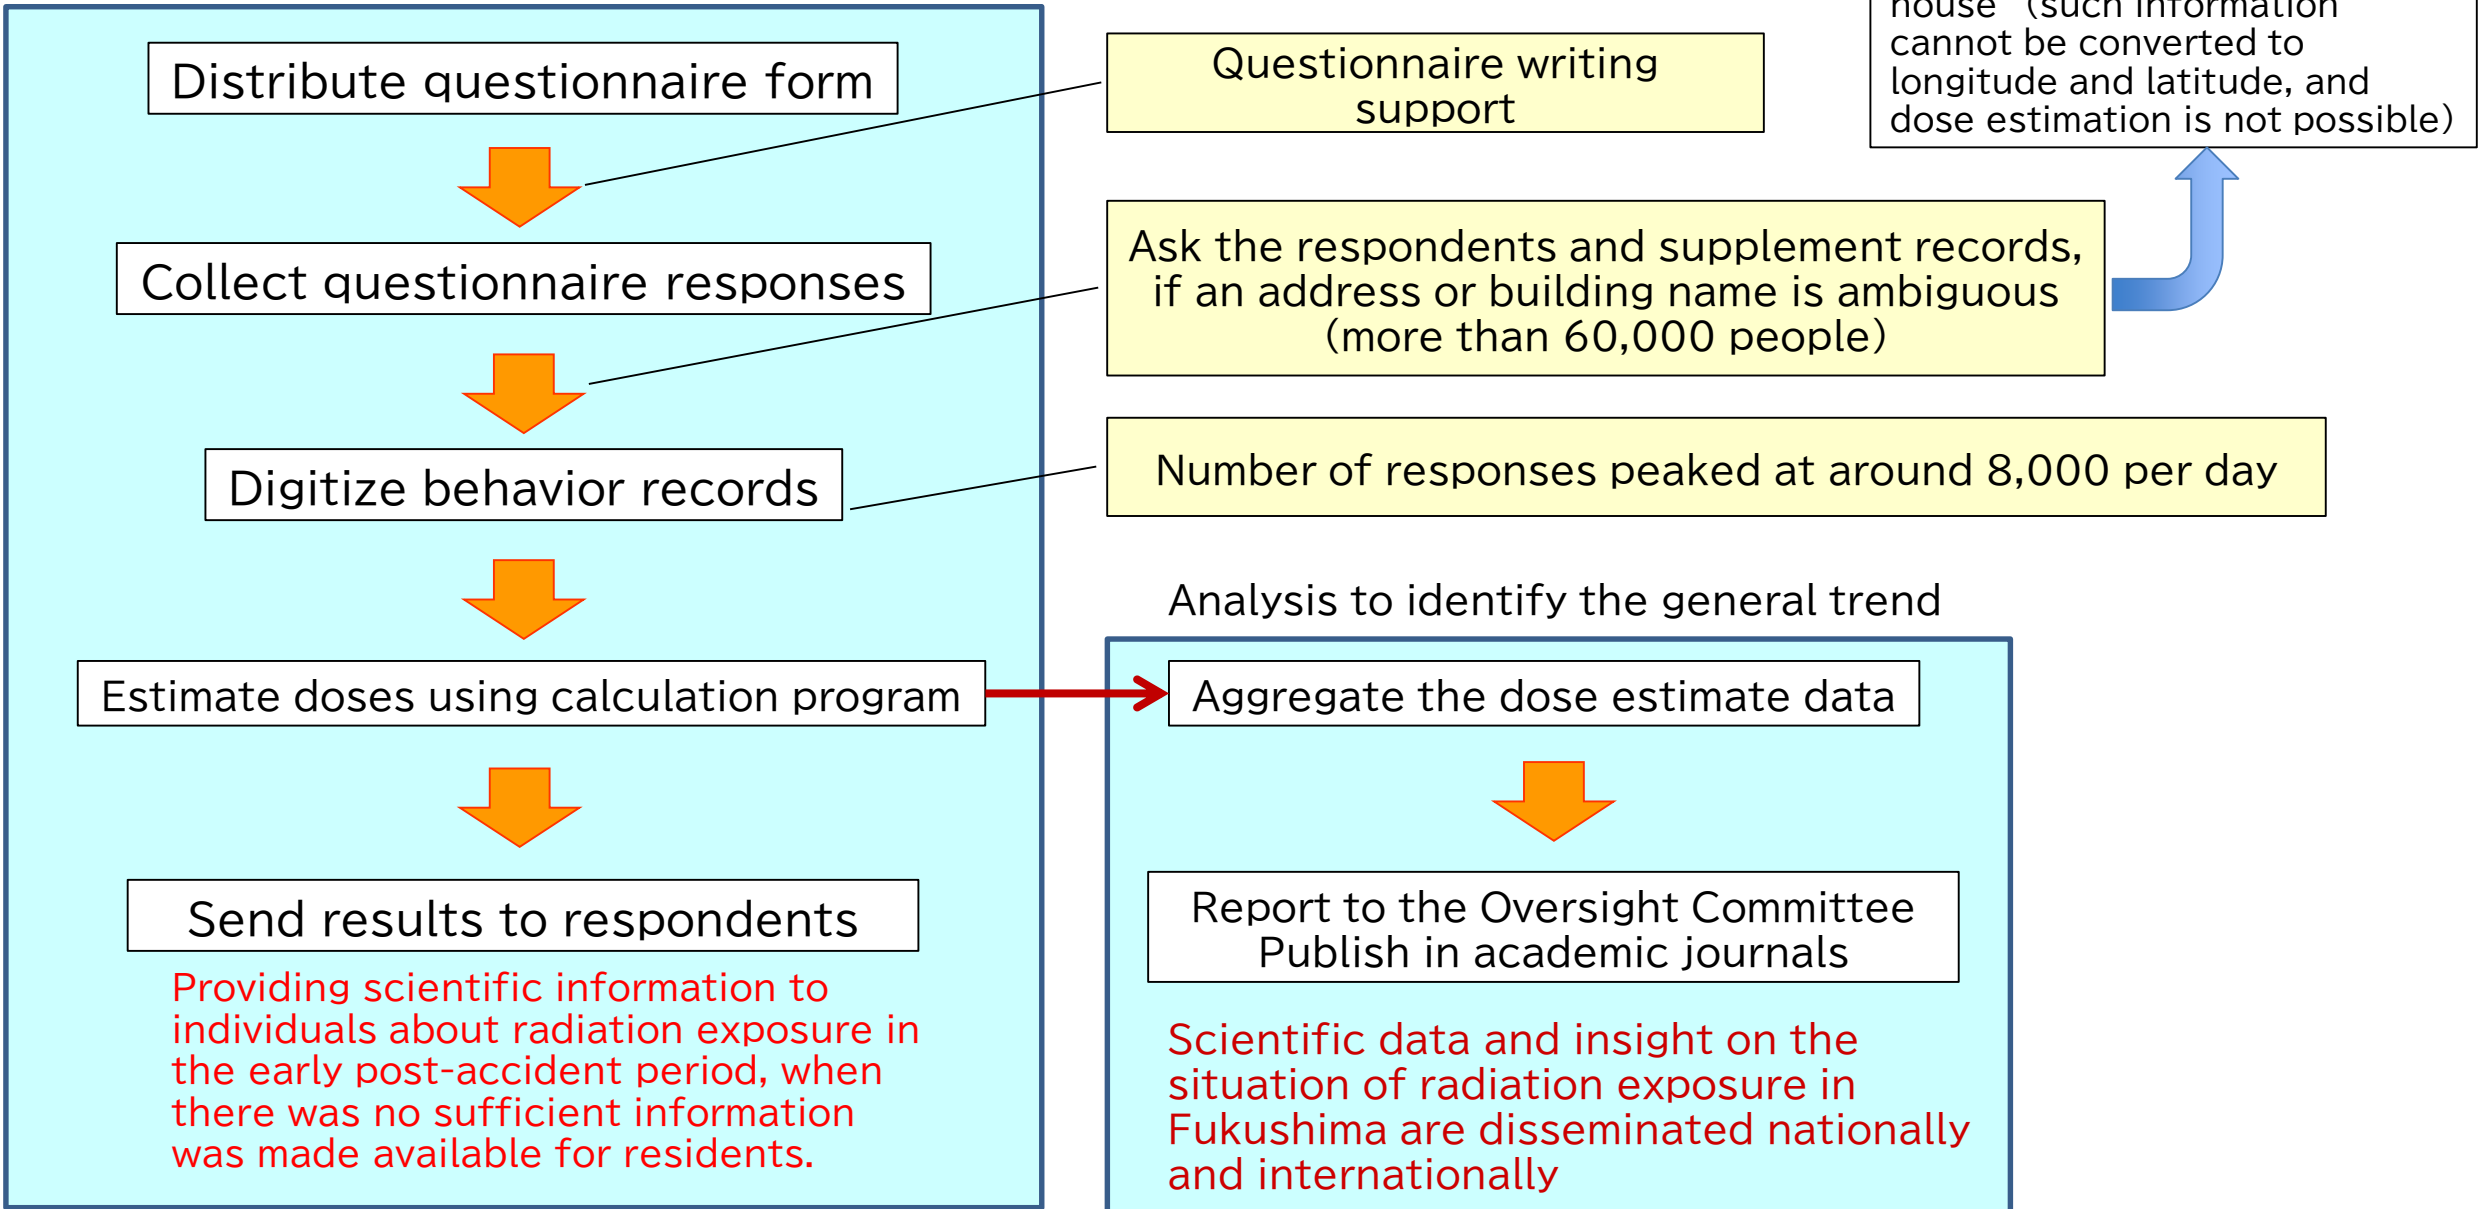 Distribute questionnaire form
Questionnaire writing
support
house (such information
cannot be converted to
longitude and latitude, and
dose estimation is not possible)
Collect questionnaire responses
Ask the respondents and supplement records,
if an address or building name is ambiguous
(more than 60,000 people)
Digitize behavior records
Number of responses peaked at around 8,000 per day
Analysis to identify the general trend
Estimate doses using calculation program
Aggregate the dose estimate data
Send results to respondents
Providing scientific information to
individuals about radiation exposure in
the early post-accident period, when
there was no sufficient information
was made available for residents.
Report to the Oversight Committee
Publish in academic journals
Scientific data and insight on the
situation of radiation exposure in
Fukushima are disseminated nationally
and internationally